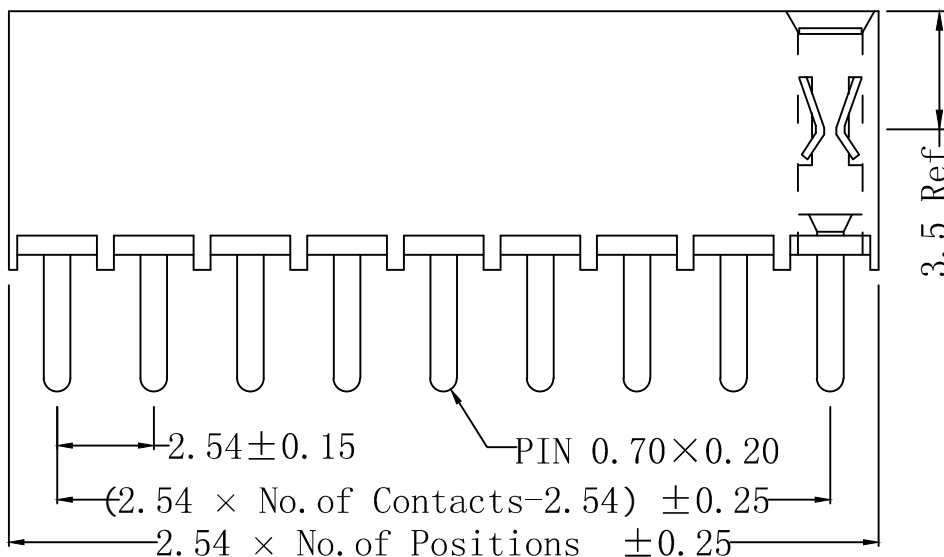 3.5 Ref
2.54±0.15
PIN 0.70×0.20
(2.54 × No.of Contacts-2.54) ±0.25
2.54 × No.of Positions ±0.25